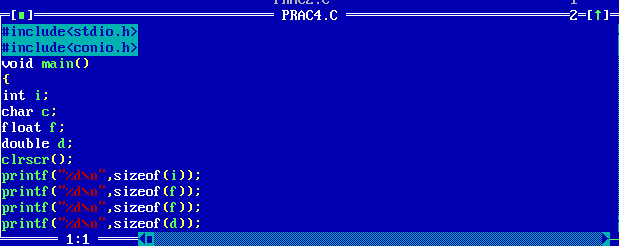 PRAC2.C 1
[■] PRAC4.C 2=[↑]
#include<stdio.h>
#include<conio.h>
void main()
{
int i;
char c;
float f;
double d;
clrscr();
printf("%d\n",sizeof(i));
printf("%d\n",sizeof(f));
printf("%d\n",sizeof(f));
printf("%d\n",sizeof(d));
1:1